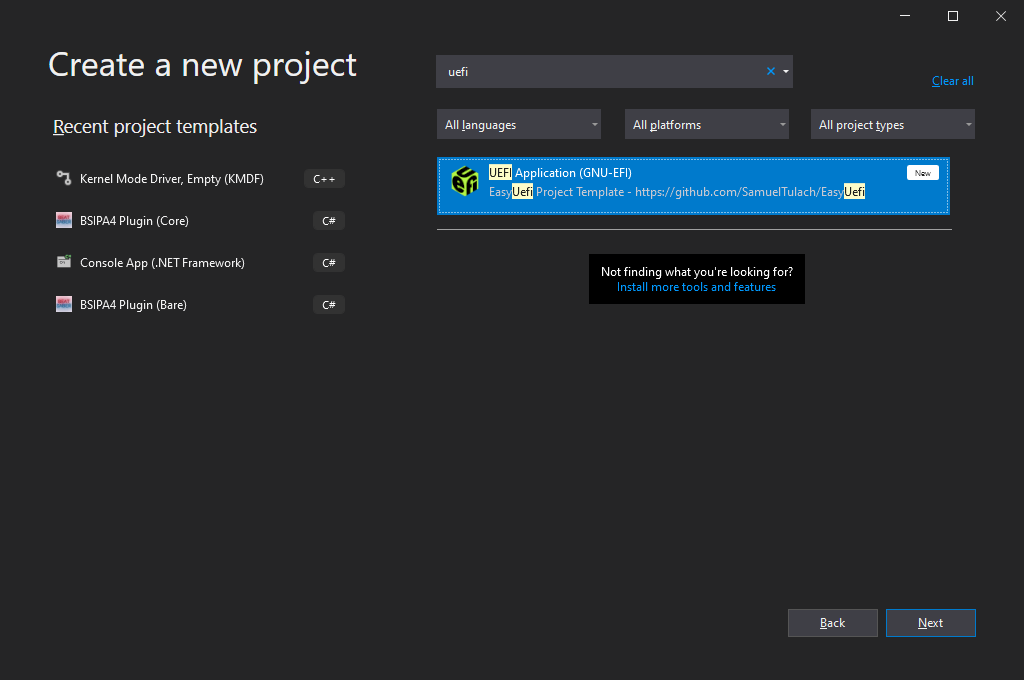 Create a new project
Recent project templates
Kernel Mode Driver, Empty (KMDF)
C++
BSIPA4 Plugin (Core)
C#
Console App (.NET Framework)
C#
BSIPA4 Plugin (Bare)
C#
uefi
Clear all
All languages
All platforms
All project types
UEFI Application (GNU-EFI)
New
EasyUefi Project Template - https://github.com/SamuelTulach/EasyUefi
Not finding what you're looking for?
Install more tools and features
Back
Next